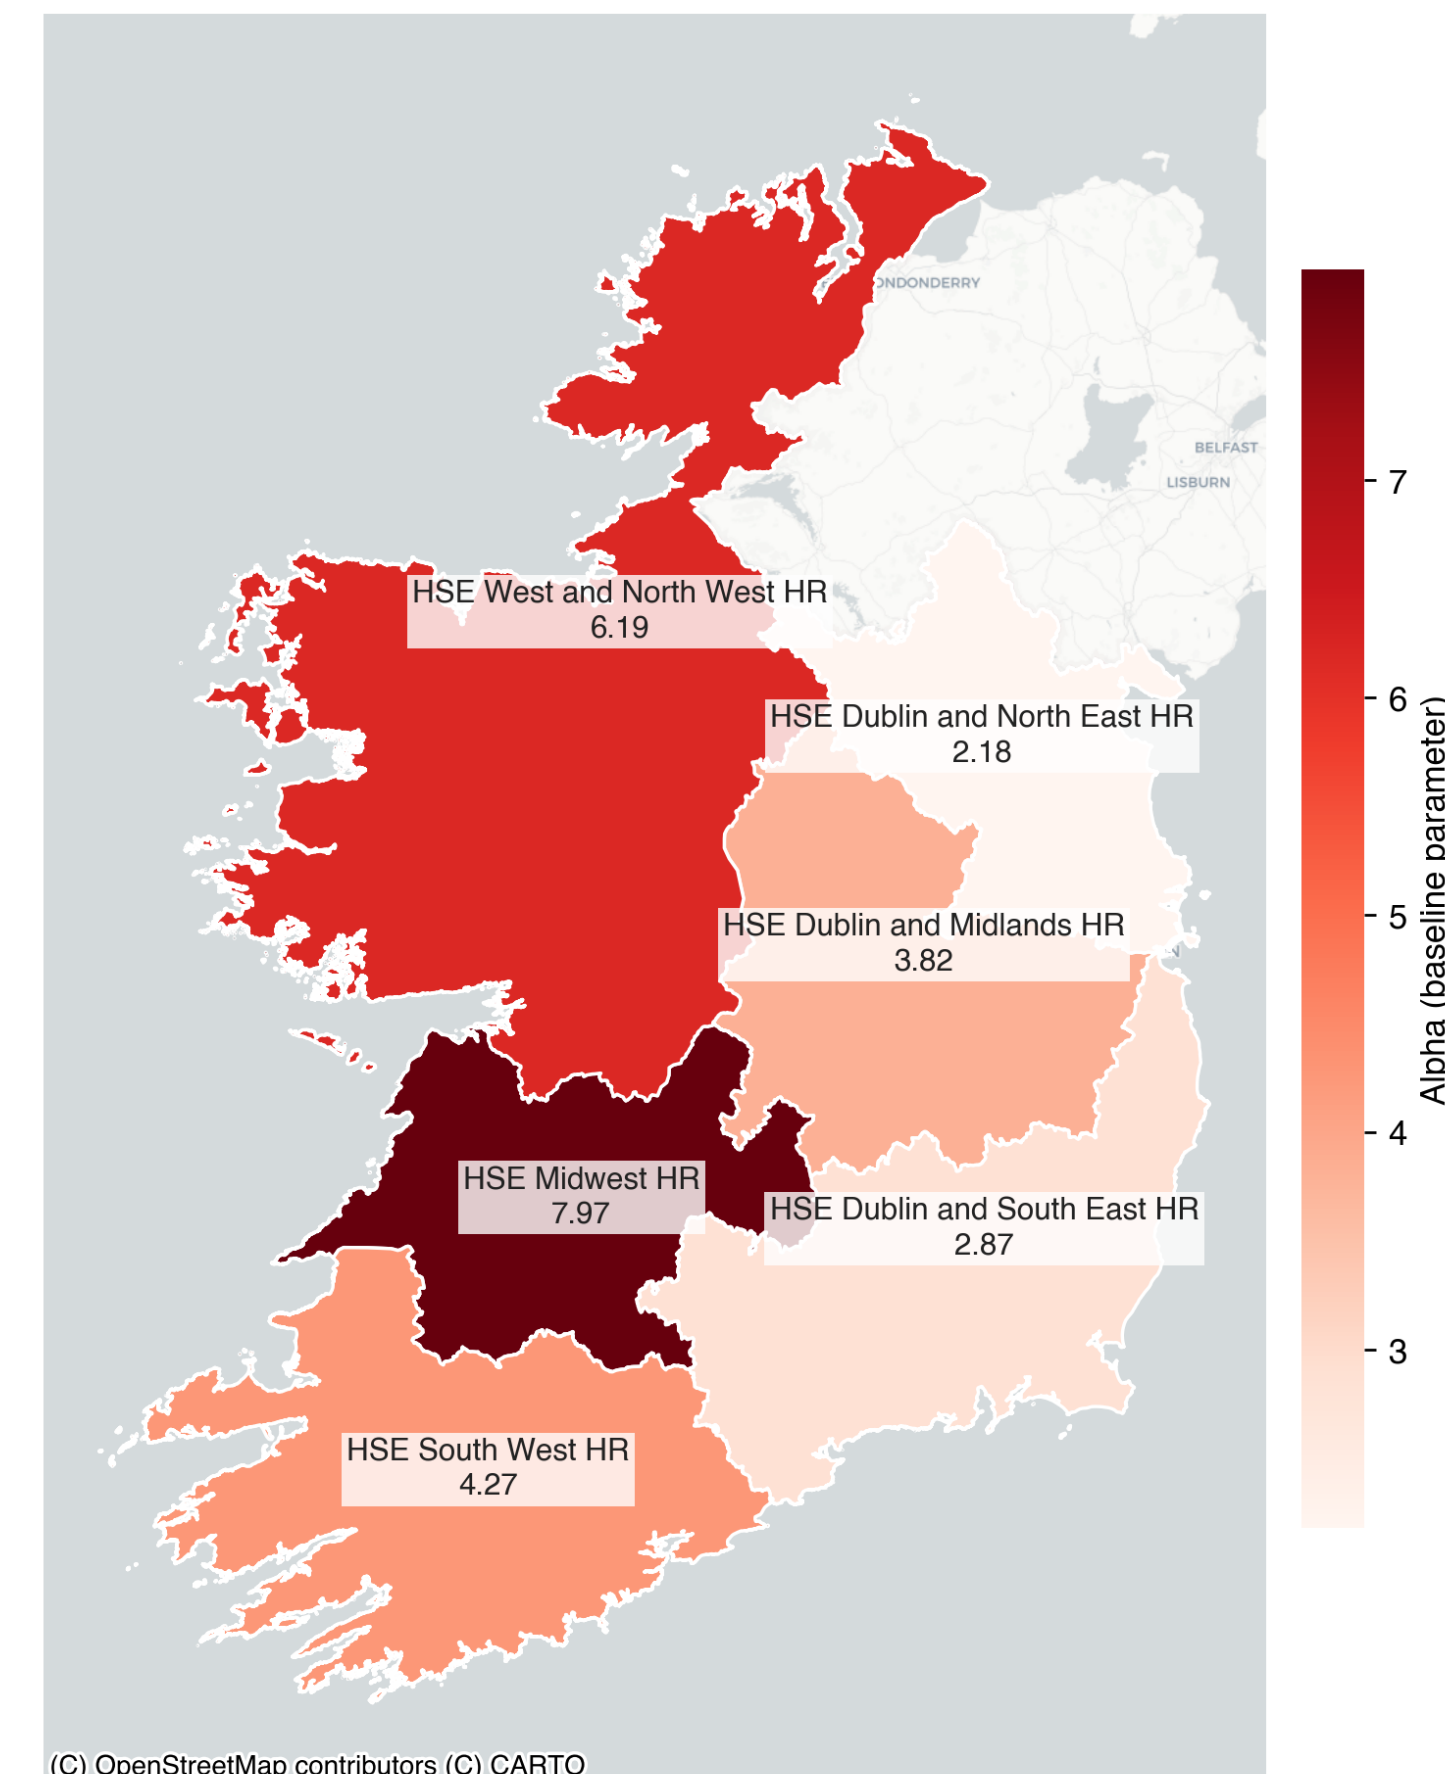 ONDONDERRY
BELFAST
LISBURN
HSE West and North West HR
6.19
HSE Dublin and North East HR
2.18
HSE Dublin and Midlands HR
3.82
HSE Midwest HR
7.97
HSE Dublin and South East HR
2.87
HSE South West HR
4.27
7
6
5
4
3
Alpha (baseline parameter)
(C) OpenStreetMap contributors (C) CARTO